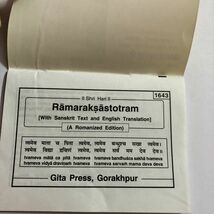 ॥ Shri Hari ॥
1643
Rāmarakṣāstotram
[With Sanskrit Text and English Translation]
(A Romanized Edition)
त्वमेव माता च पिता त्वमेव त्वमेव बन्धुश्च सखा त्वमेव।
त्वमेव विद्या द्रविणं त्वमेव त्वमेव सर्वं मम देव देव॥
tvameva mātā ca pitā tvameva tvameva bandhuśca sakhā tvameva
tvameva vidyā draviṇaṁ tvameva tvameva sarvaṁ mama deva deva
Gita Press, Gorakhpur